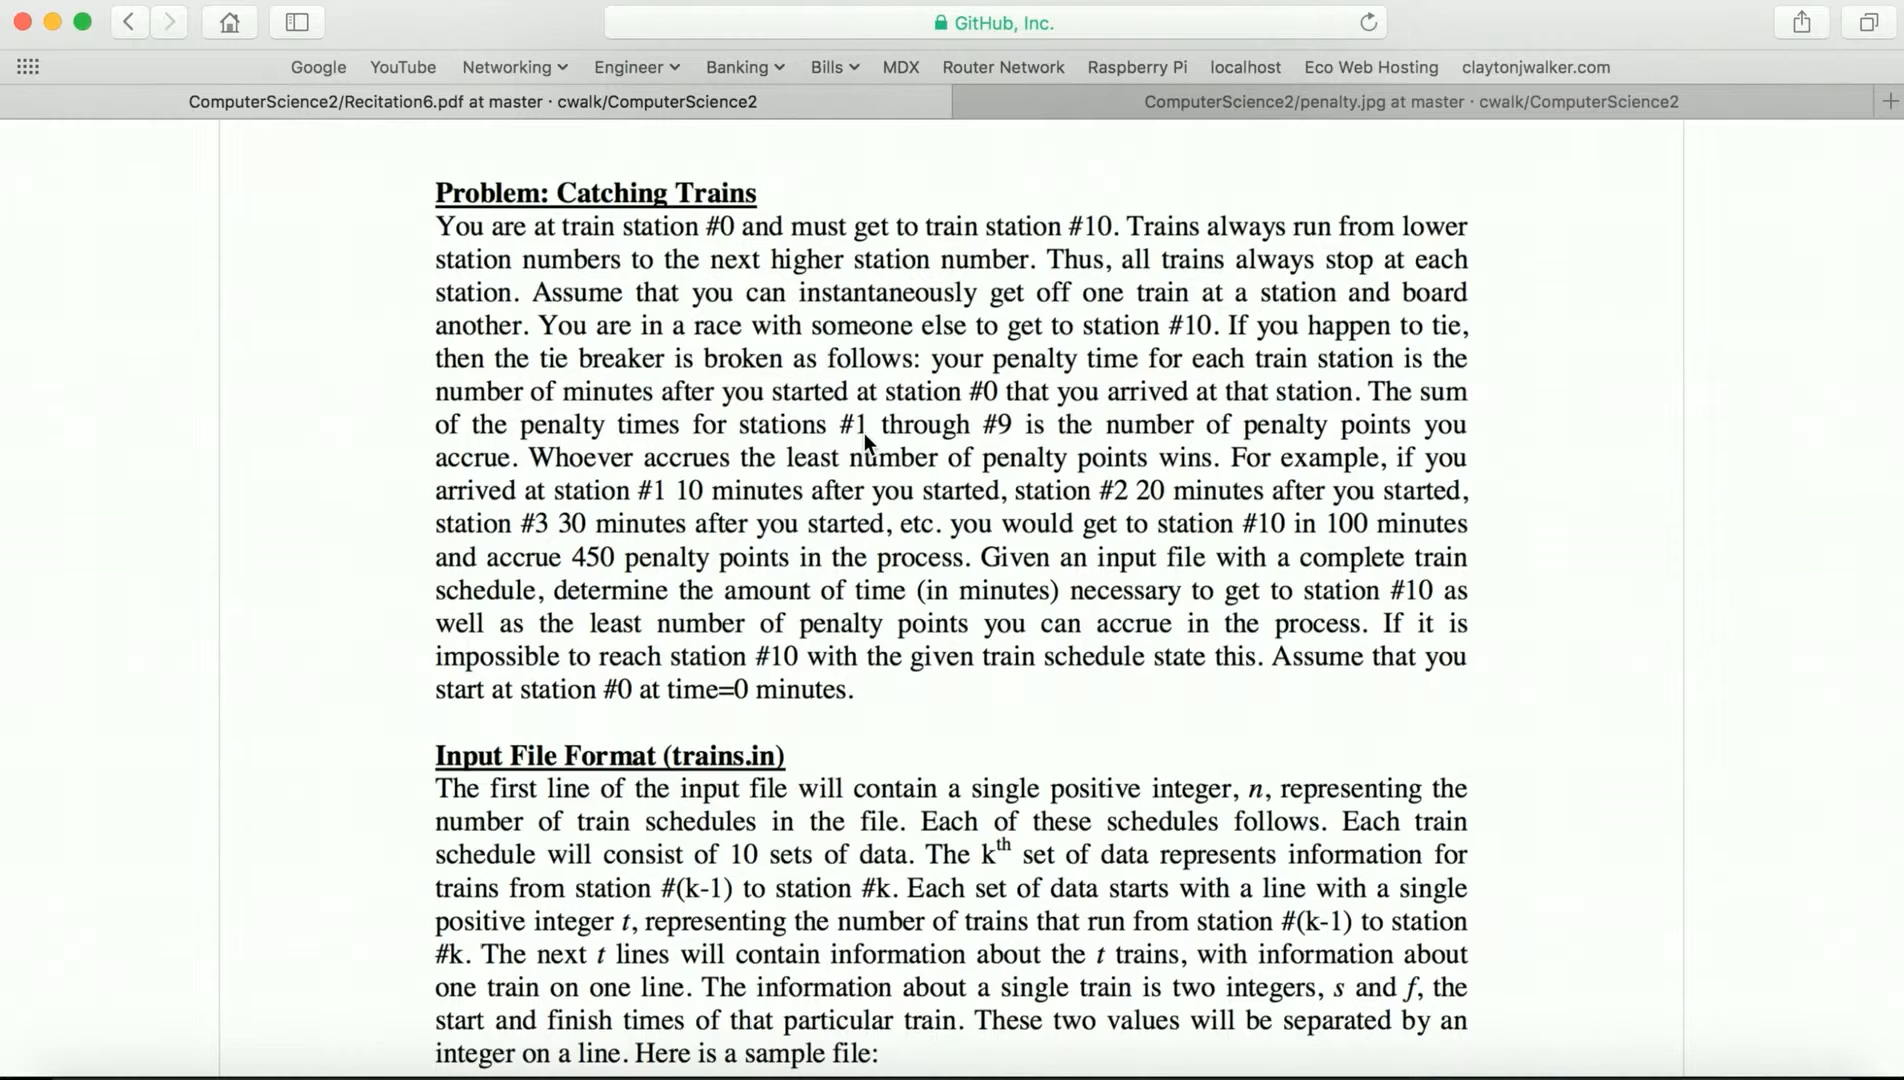 GitHub, Inc.
Google YouTube Networking Engineer Banking Bills MDX Router Network Raspberry Pi localhost Eco Web Hosting claytonjwalker.com
ComputerScience2/Recitation6.pdf at master · cwalk/ComputerScience2
ComputerScience2/penalty.jpg at master · cwalk/ComputerScience2
Problem: Catching Trains
You are at train station #0 and must get to train station #10. Trains always run from lower
station numbers to the next higher station number. Thus, all trains always stop at each
station. Assume that you can instantaneously get off one train at a station and board
another. You are in a race with someone else to get to station #10. If you happen to tie,
then the tie breaker is broken as follows: your penalty time for each train station is the
number of minutes after you started at station #0 that you arrived at that station. The sum
of the penalty times for stations #1 through #9 is the number of penalty points you
accrue. Whoever accrues the least number of penalty points wins. For example, if you
arrived at station #1 10 minutes after you started, station #2 20 minutes after you started,
station #3 30 minutes after you started, etc. you would get to station #10 in 100 minutes
and accrue 450 penalty points in the process. Given an input file with a complete train
schedule, determine the amount of time (in minutes) necessary to get to station #10 as
well as the least number of penalty points you can accrue in the process. If it is
impossible to reach station #10 with the given train schedule state this. Assume that you
start at station #0 at time=0 minutes.
Input File Format (trains.in)
The first line of the input file will contain a single positive integer, n, representing the
number of train schedules in the file. Each of these schedules follows. Each train
schedule will consist of 10 sets of data. The kth set of data represents information for
trains from station #(k-1) to station #k. Each set of data starts with a line with a single
positive integer t, representing the number of trains that run from station #(k-1) to station
#k. The next t lines will contain information about the t trains, with information about
one train on one line. The information about a single train is two integers, s and f, the
start and finish times of that particular train. These two values will be separated by an
integer on a line. Here is a sample file: